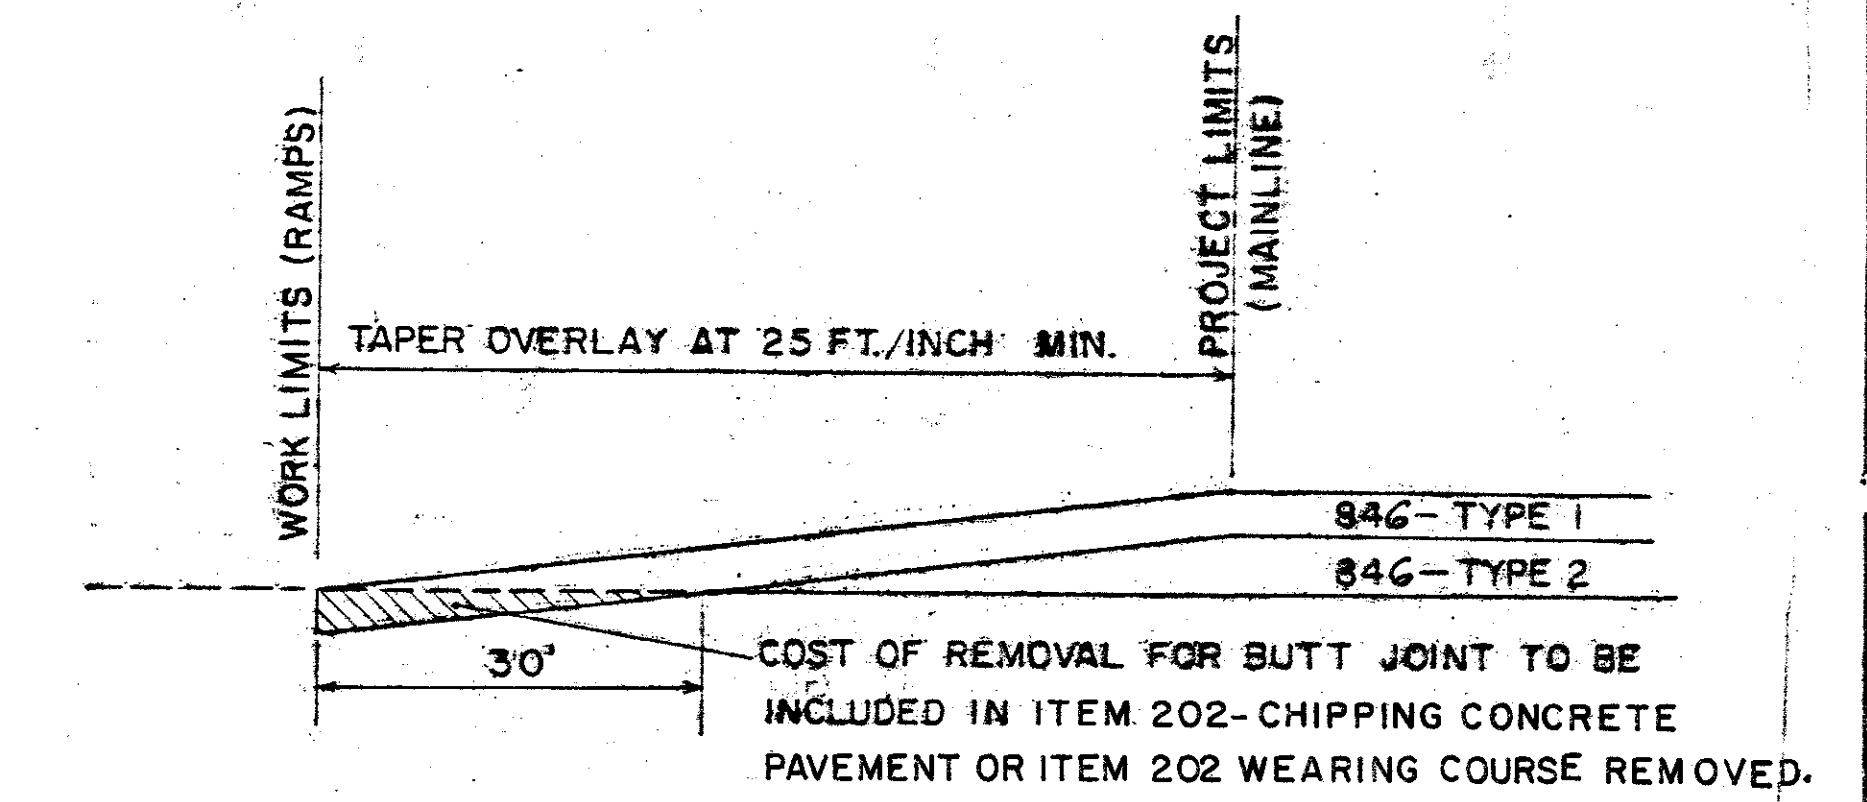 WORK LIMITS (RAMPS)
PROJECT LIMITS
(MAINLINE)
TAPER OVERLAY AT 25 FT./INCH MIN.
846- TYPE 1
846- TYPE 2
30'
COST OF REMOVAL FOR BUTT JOINT TO BE
INCLUDED IN ITEM 202-CHIPPING CONCRETE
PAVEMENT OR ITEM 202 WEARING COURSE REMOVED.